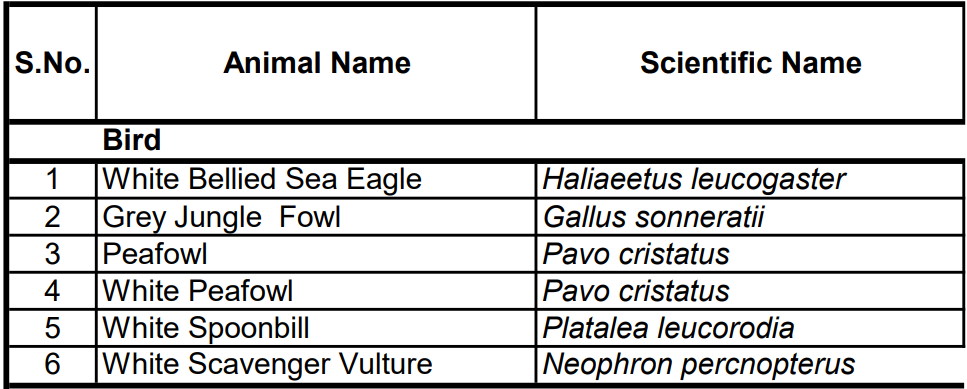 S.No. Animal Name Scientific Name
Bird
1 White Bellied Sea Eagle Haliaeetus leucogaster
2 Grey Jungle  Fowl Gallus sonneratii
3 Peafowl Pavo cristatus
4 White Peafowl Pavo cristatus
5 White Spoonbill Platalea leucorodia
6 White Scavenger Vulture Neophron percnopterus